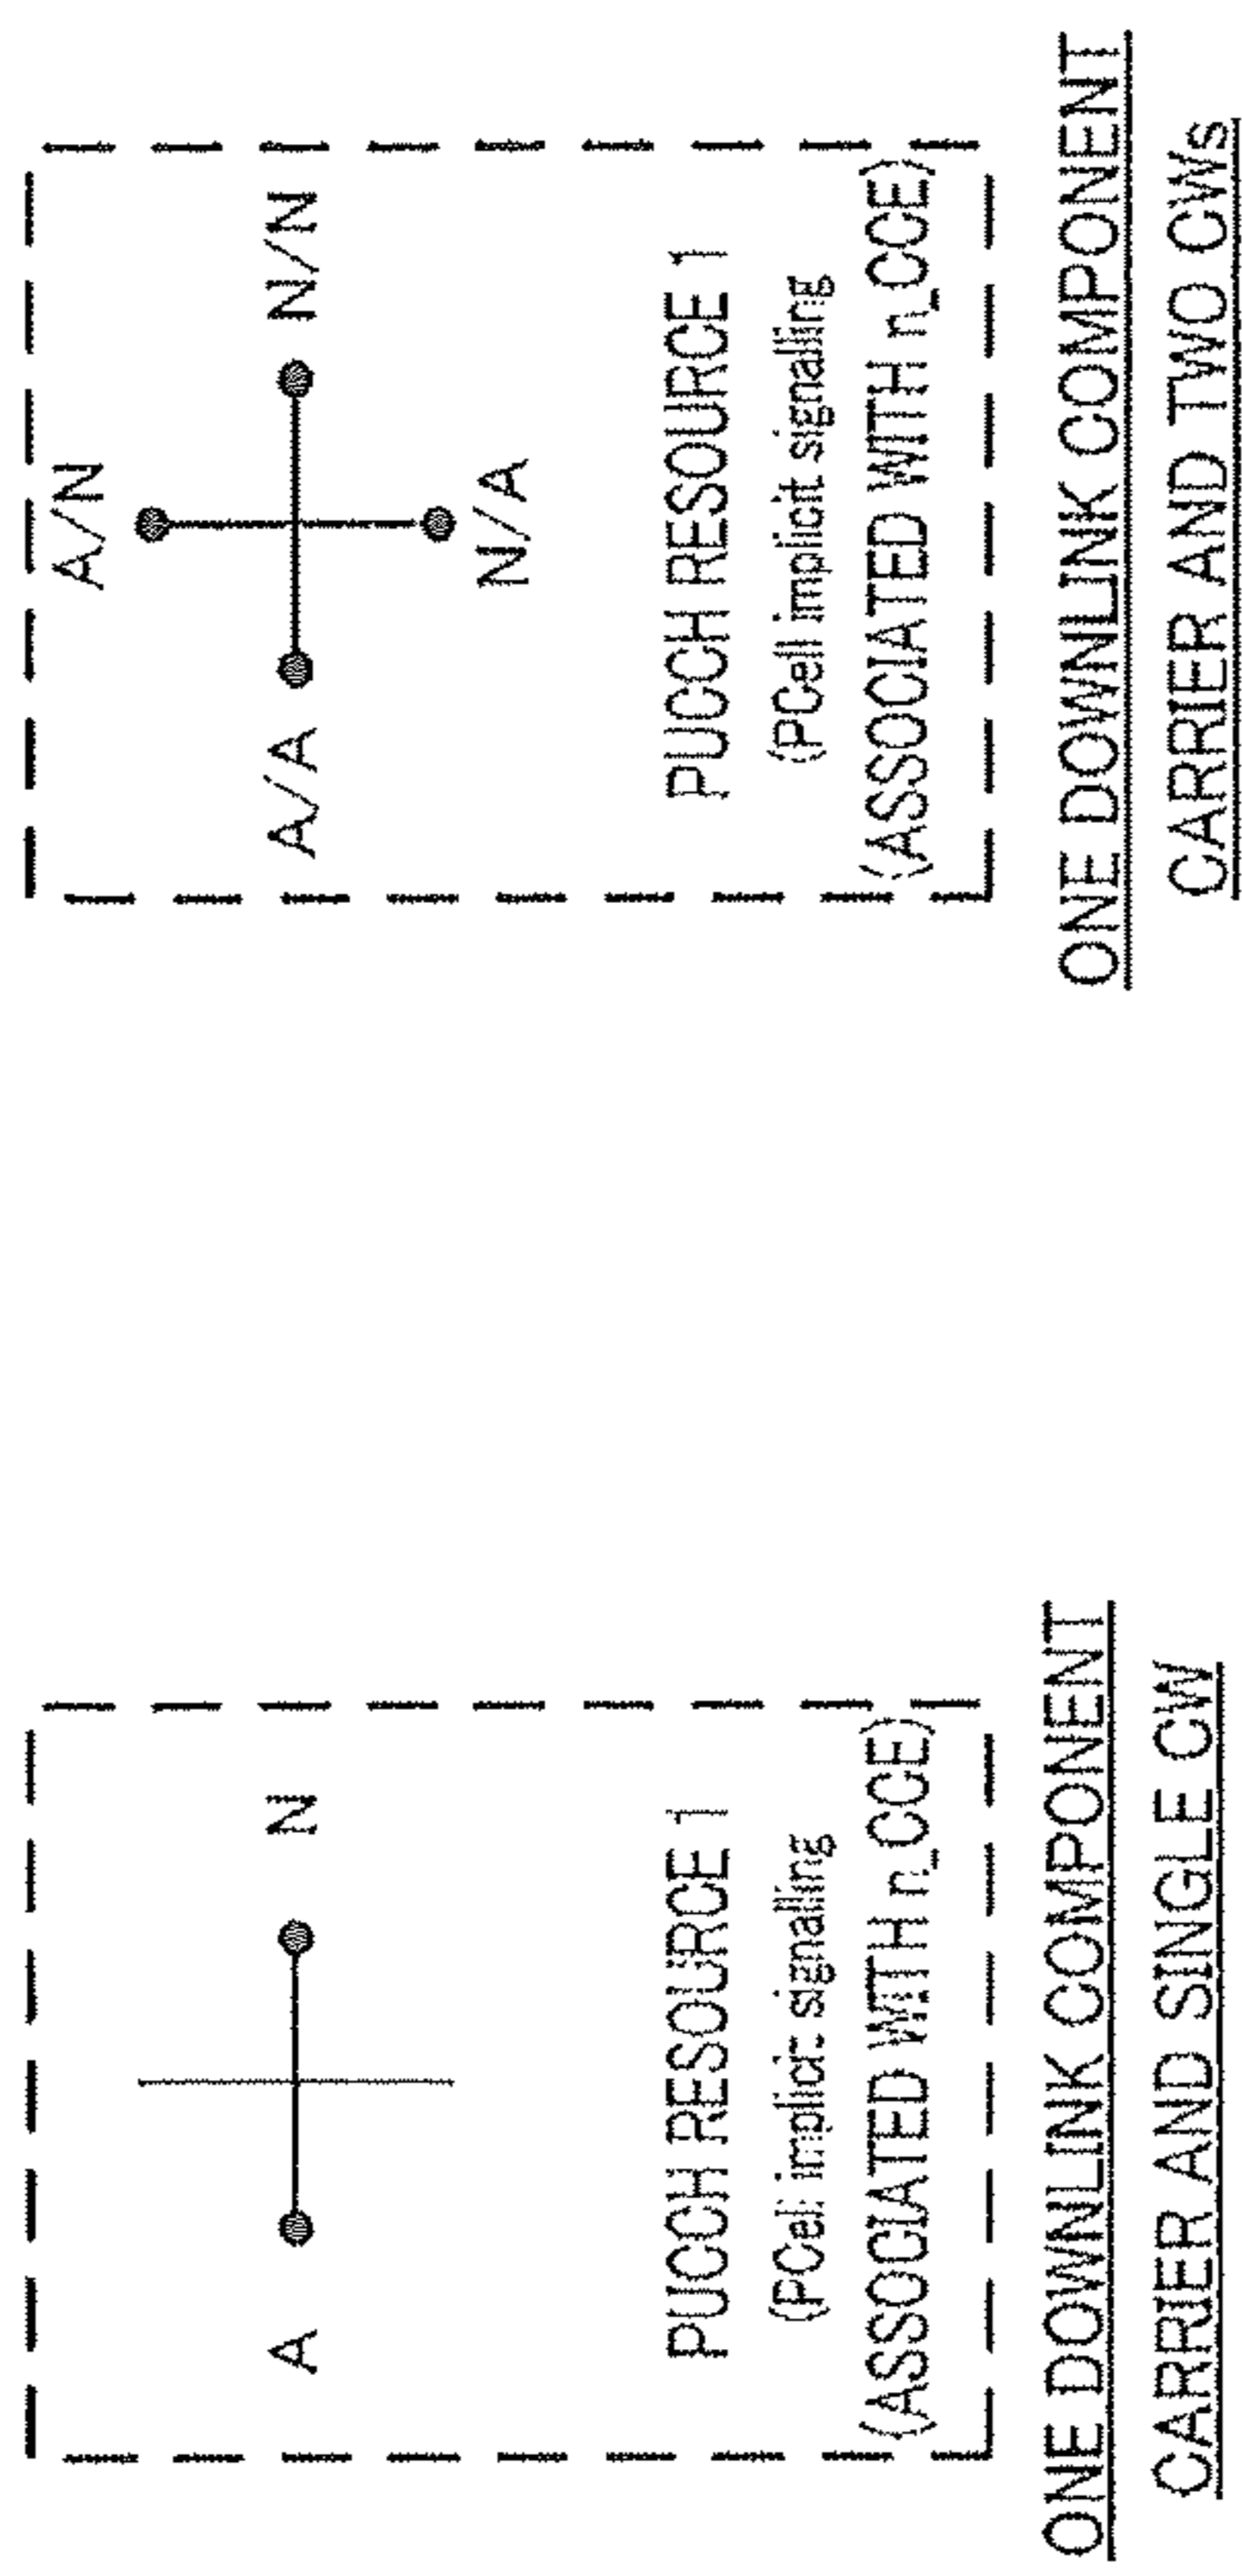 A
N
PUCCH RESOURCE 1
(PCell implicit signalling
(ASSOCIATED WITH n_CCE)
ONE DOWNLINK COMPONENT
CARRIER AND SINGLE CW
A/N
A/A
N/N
N/A
PUCCH RESOURCE 1
(PCell implicit signalling
(ASSOCIATED WITH n_CCE)
ONE DOWNLINK COMPONENT
CARRIER AND TWO CWs